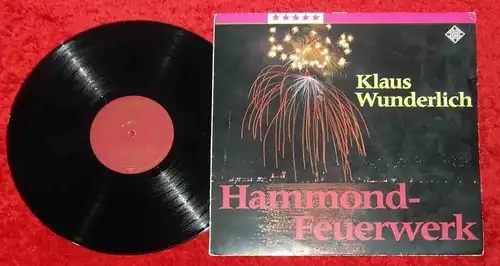 Klaus
Wunderlich
Hammond-
Feuerwerk